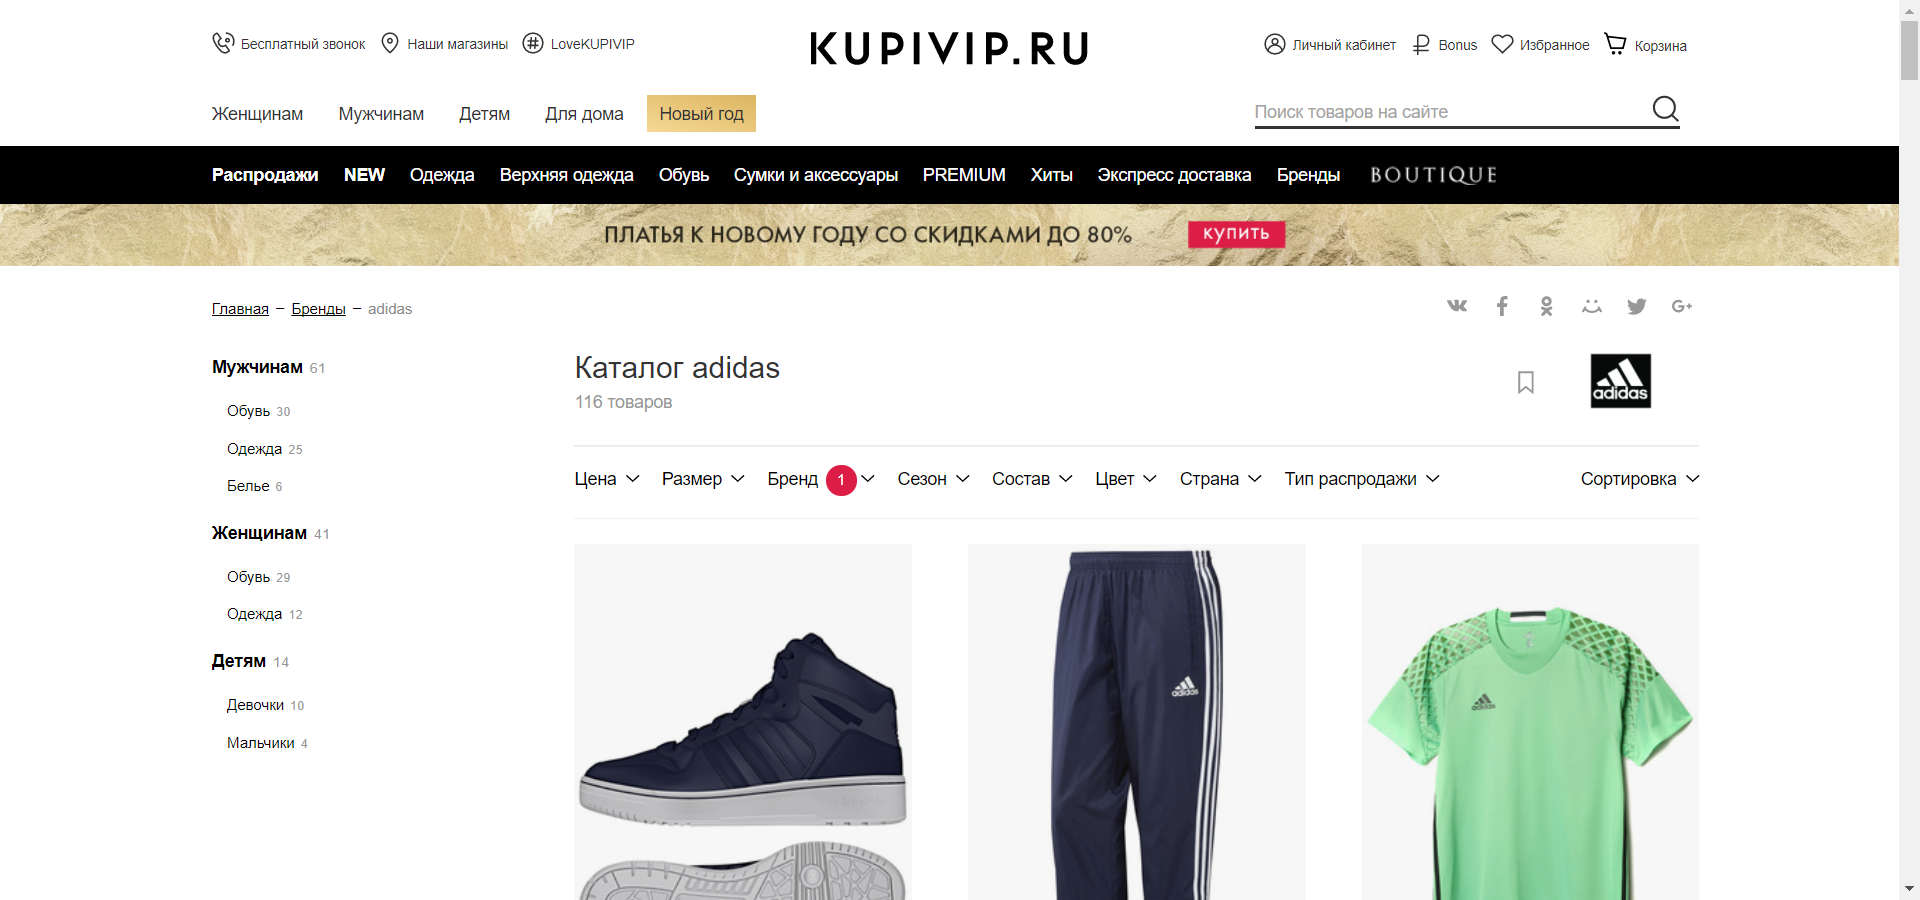 Бесплатный звонок Наши магазины LoveKUPIVIP
KUPIVIP.RU
Личный кабинет Bonus Избранное Корзина
Женщинам Мужчинам Детям Для дома Новый год
Поиск товаров на сайте
Распродажи NEW Одежда Верхняя одежда Обувь Сумки и аксессуары PREMIUM Хиты Экспресс доставка Бренды BOUTIQUE
ПЛАТЬЯ К НОВОМУ ГОДУ СО СКИДКАМИ ДО 80% купить
Главная – Бренды – adidas
Мужчинам 61
Обувь 30
Одежда 25
Белье 6
Женщинам 41
Обувь 29
Одежда 12
Детям 14
Девочки 10
Мальчики 4
Каталог adidas
116 товаров
adidas
Цена Размер Бренд 1 Сезон Состав Цвет Страна Тип распродажи Сортировка
adidas
adidas